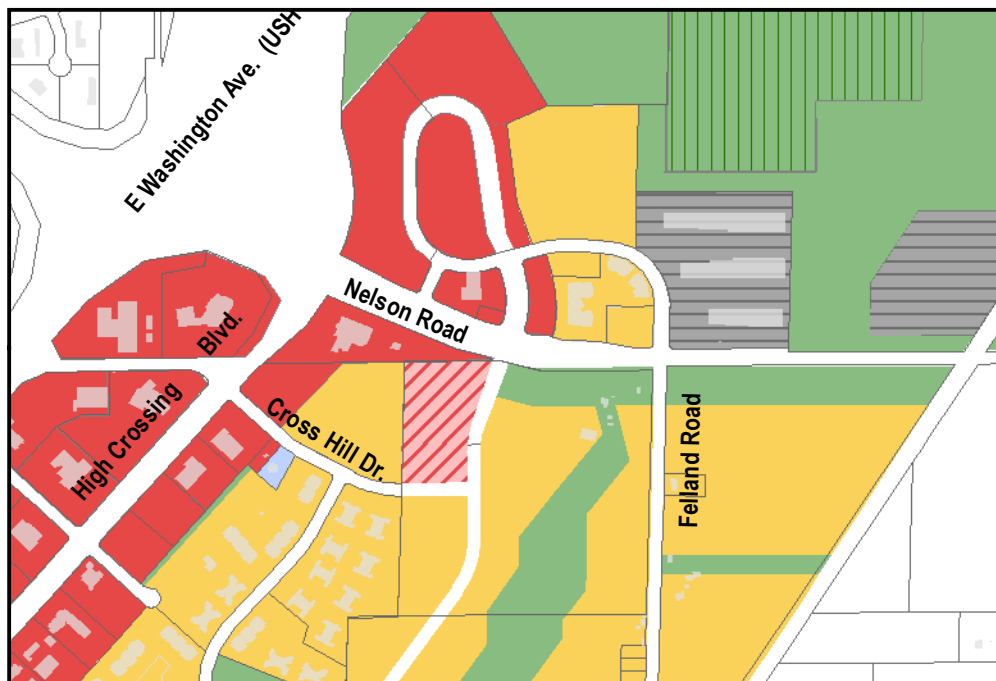 E Washington Ave. (USH
Nelson Road
Blvd.
High Crossing
Cross Hill Dr.
Felland Road